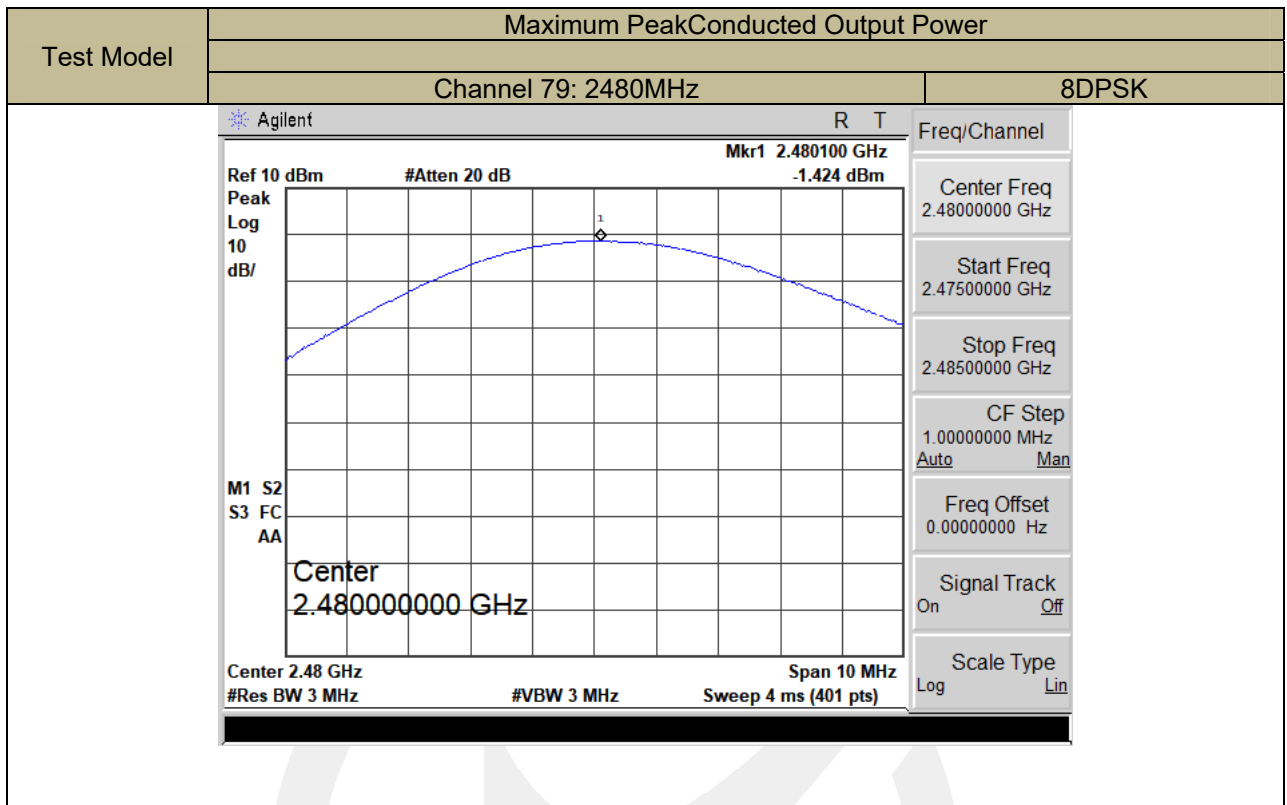 Maximum PeakConducted Output Power
Test Model
Channel 79: 2480MHz 8DPSK
Agilent R T
Freq/Channel
Mkr1 2.480100 GHz
Ref 10 dBm #Atten 20 dB -1.424 dBm
Peak
Log
10
dB/
1
Center Freq
2.48000000 GHz
Start Freq
2.47500000 GHz
Stop Freq
2.48500000 GHz
CF Step
1.00000000 MHz
Auto Man
M1 S2
S3 FC
AA
Freq Offset
0.00000000 Hz
Center
2.480000000 GHz
Signal Track
On Off
Scale Type
Log Lin
Center 2.48 GHz Span 10 MHz
#Res BW 3 MHz #VBW 3 MHz Sweep 4 ms (401 pts)